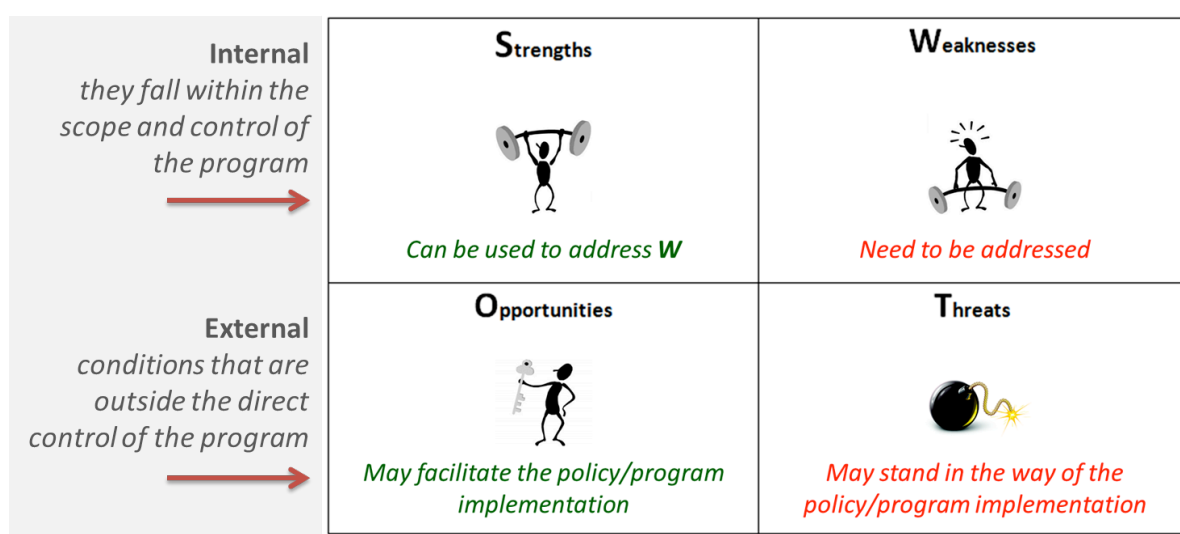 Internal
they fall within the
scope and control of
the program
Strengths
Can be used to address W
Weaknesses
Need to be addressed
External
conditions that are
outside the direct
control of the program
Opportunities
May facilitate the policy/program
implementation
Threats
May stand in the way of the
policy/program implementation